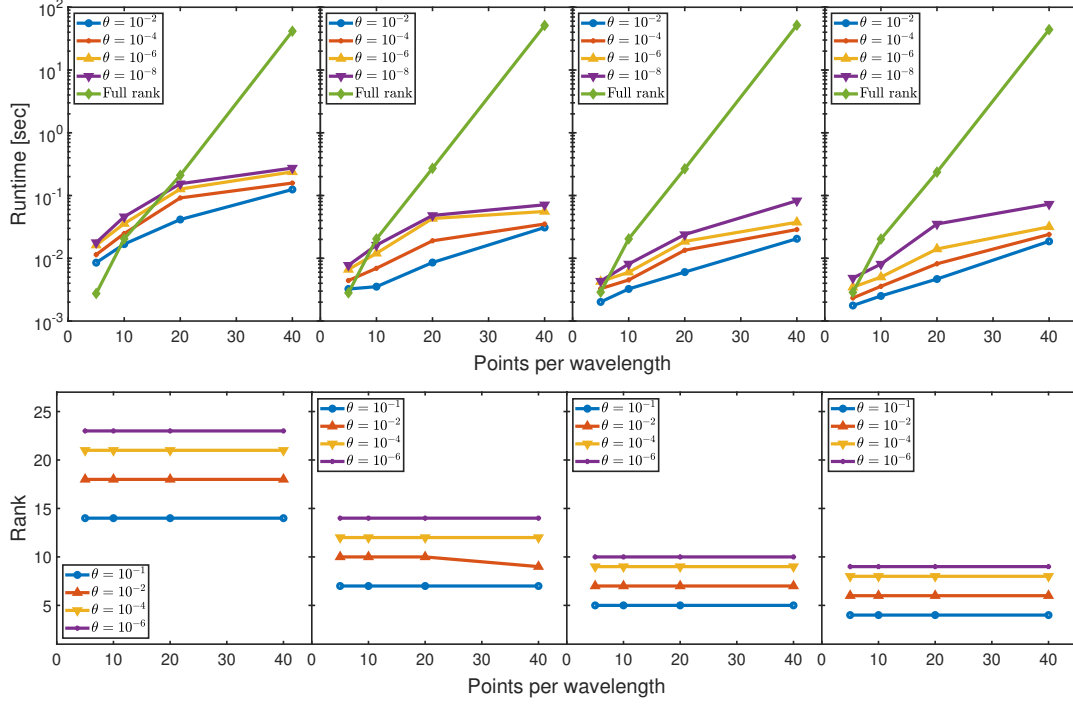 Runtime [sec]
10² 10¹ 10⁰ 10⁻¹ 10⁻² 10⁻³
θ = 10⁻²
θ = 10⁻⁴
θ = 10⁻⁶
θ = 10⁻⁸
Full rank
θ = 10⁻²
θ = 10⁻⁴
θ = 10⁻⁶
θ = 10⁻⁸
Full rank
θ = 10⁻²
θ = 10⁻⁴
θ = 10⁻⁶
θ = 10⁻⁸
Full rank
θ = 10⁻²
θ = 10⁻⁴
θ = 10⁻⁶
θ = 10⁻⁸
Full rank
0 10 20 30 40 0 10 20 30 40 0 10 20 30 40 0 10 20 30 40
Points per wavelength
Rank
25 20 15 10 5
θ = 10⁻¹
θ = 10⁻²
θ = 10⁻⁴
θ = 10⁻⁶
θ = 10⁻¹
θ = 10⁻²
θ = 10⁻⁴
θ = 10⁻�6
θ = 10⁻¹
θ = 10⁻²
θ = 10⁻⁴
θ = 10⁻⁶
θ = 10⁻¹
θ = 10⁻²
θ = 10⁻⁴
θ = 10⁻⁶
0 10 20 30 40 0 10 20 30 40 0 10 20 30 40 0 10 20 30 40
Points per wavelength